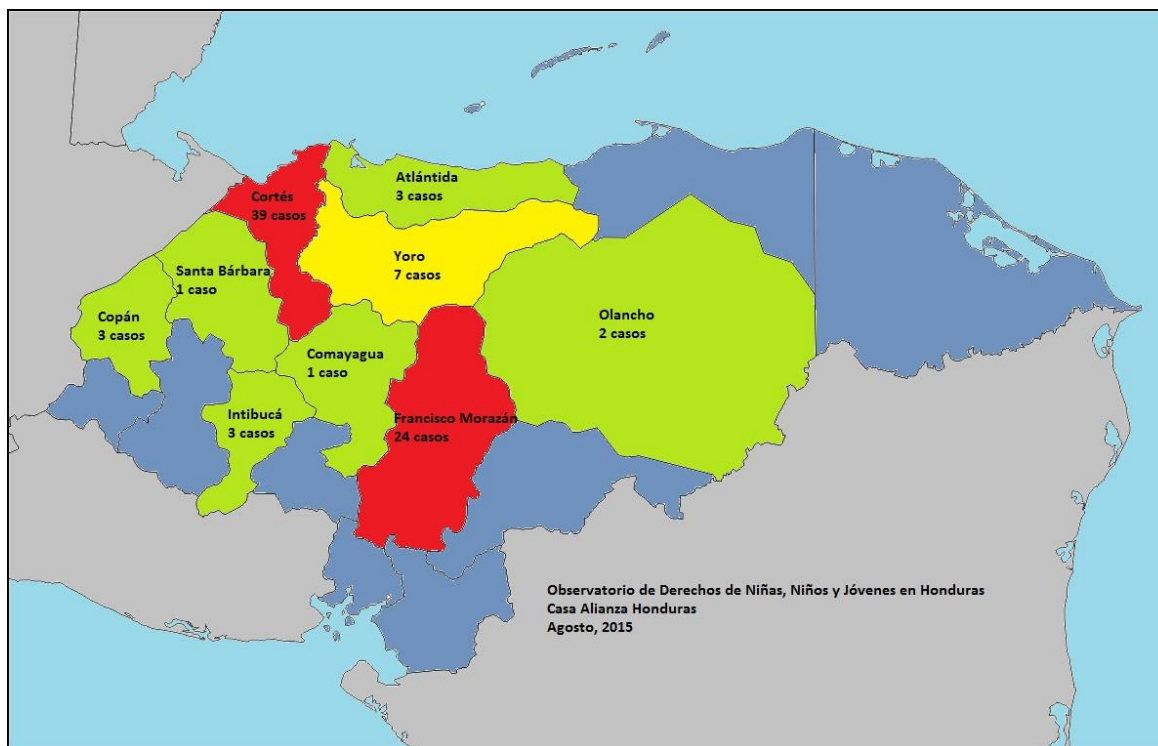 Atlántida
3 casos
Cortés
39 casos
Yoro
7 casos
Santa Bárbara
1 caso
Copán
3 casos
Olancho
2 casos
Comayagua
1 caso
Intibucá
3 casos
Francisco Morazán
24 casos
Observatorio de Derechos de Niñas, Niños y Jóvenes en Honduras
Casa Alianza Honduras
Agosto, 2015